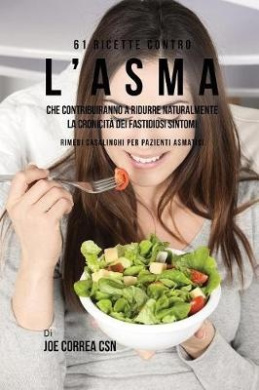 61 RICETTE CONTRO
L'ASMA
CHE CONTRIBUIRANNO A RIDURRE NATURALMENTE
LA CRONICITÀ DEI FASTIDIOSI SINTOMI
RIMEDI CASALINGHI PER PAZIENTI ASMATICI
Di
JOE CORREA CSN